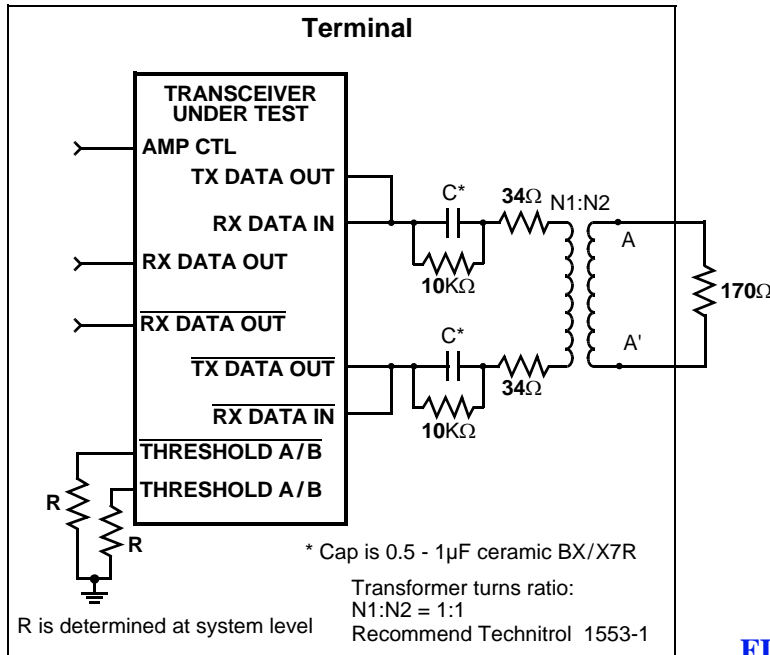 Terminal
TRANSCEIVER
UNDER TEST
AMP CTL
TX DATA OUT
RX DATA IN
RX DATA OUT
RX DATA OUT
TX DATA OUT
RX DATA IN
THRESHOLD A/B
THRESHOLD A/B
C*
34Ω
N1:N2
10KΩ
A
170Ω
C*
A'
34Ω
10KΩ
R
R
* Cap is 0.5 - 1µF ceramic BX/X7R
Transformer turns ratio:
N1:N2 = 1:1
Recommend Technitrol 1553-1
R is determined at system level